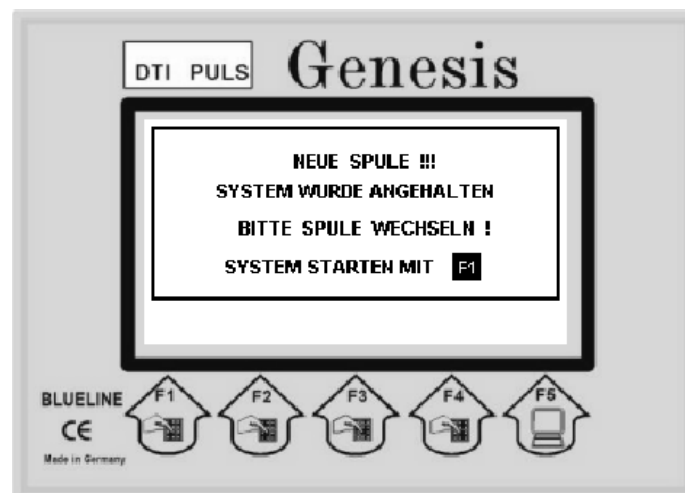 DTI PULS
Genesis
NEUE SPULE !!!
SYSTEM WURDE ANGEHALTEN
BITTE SPULE WECHSELN !
SYSTEM STARTEN MIT F1
BLUELINE
F1 F2 F3 F4 F5
CE
Made in Germany